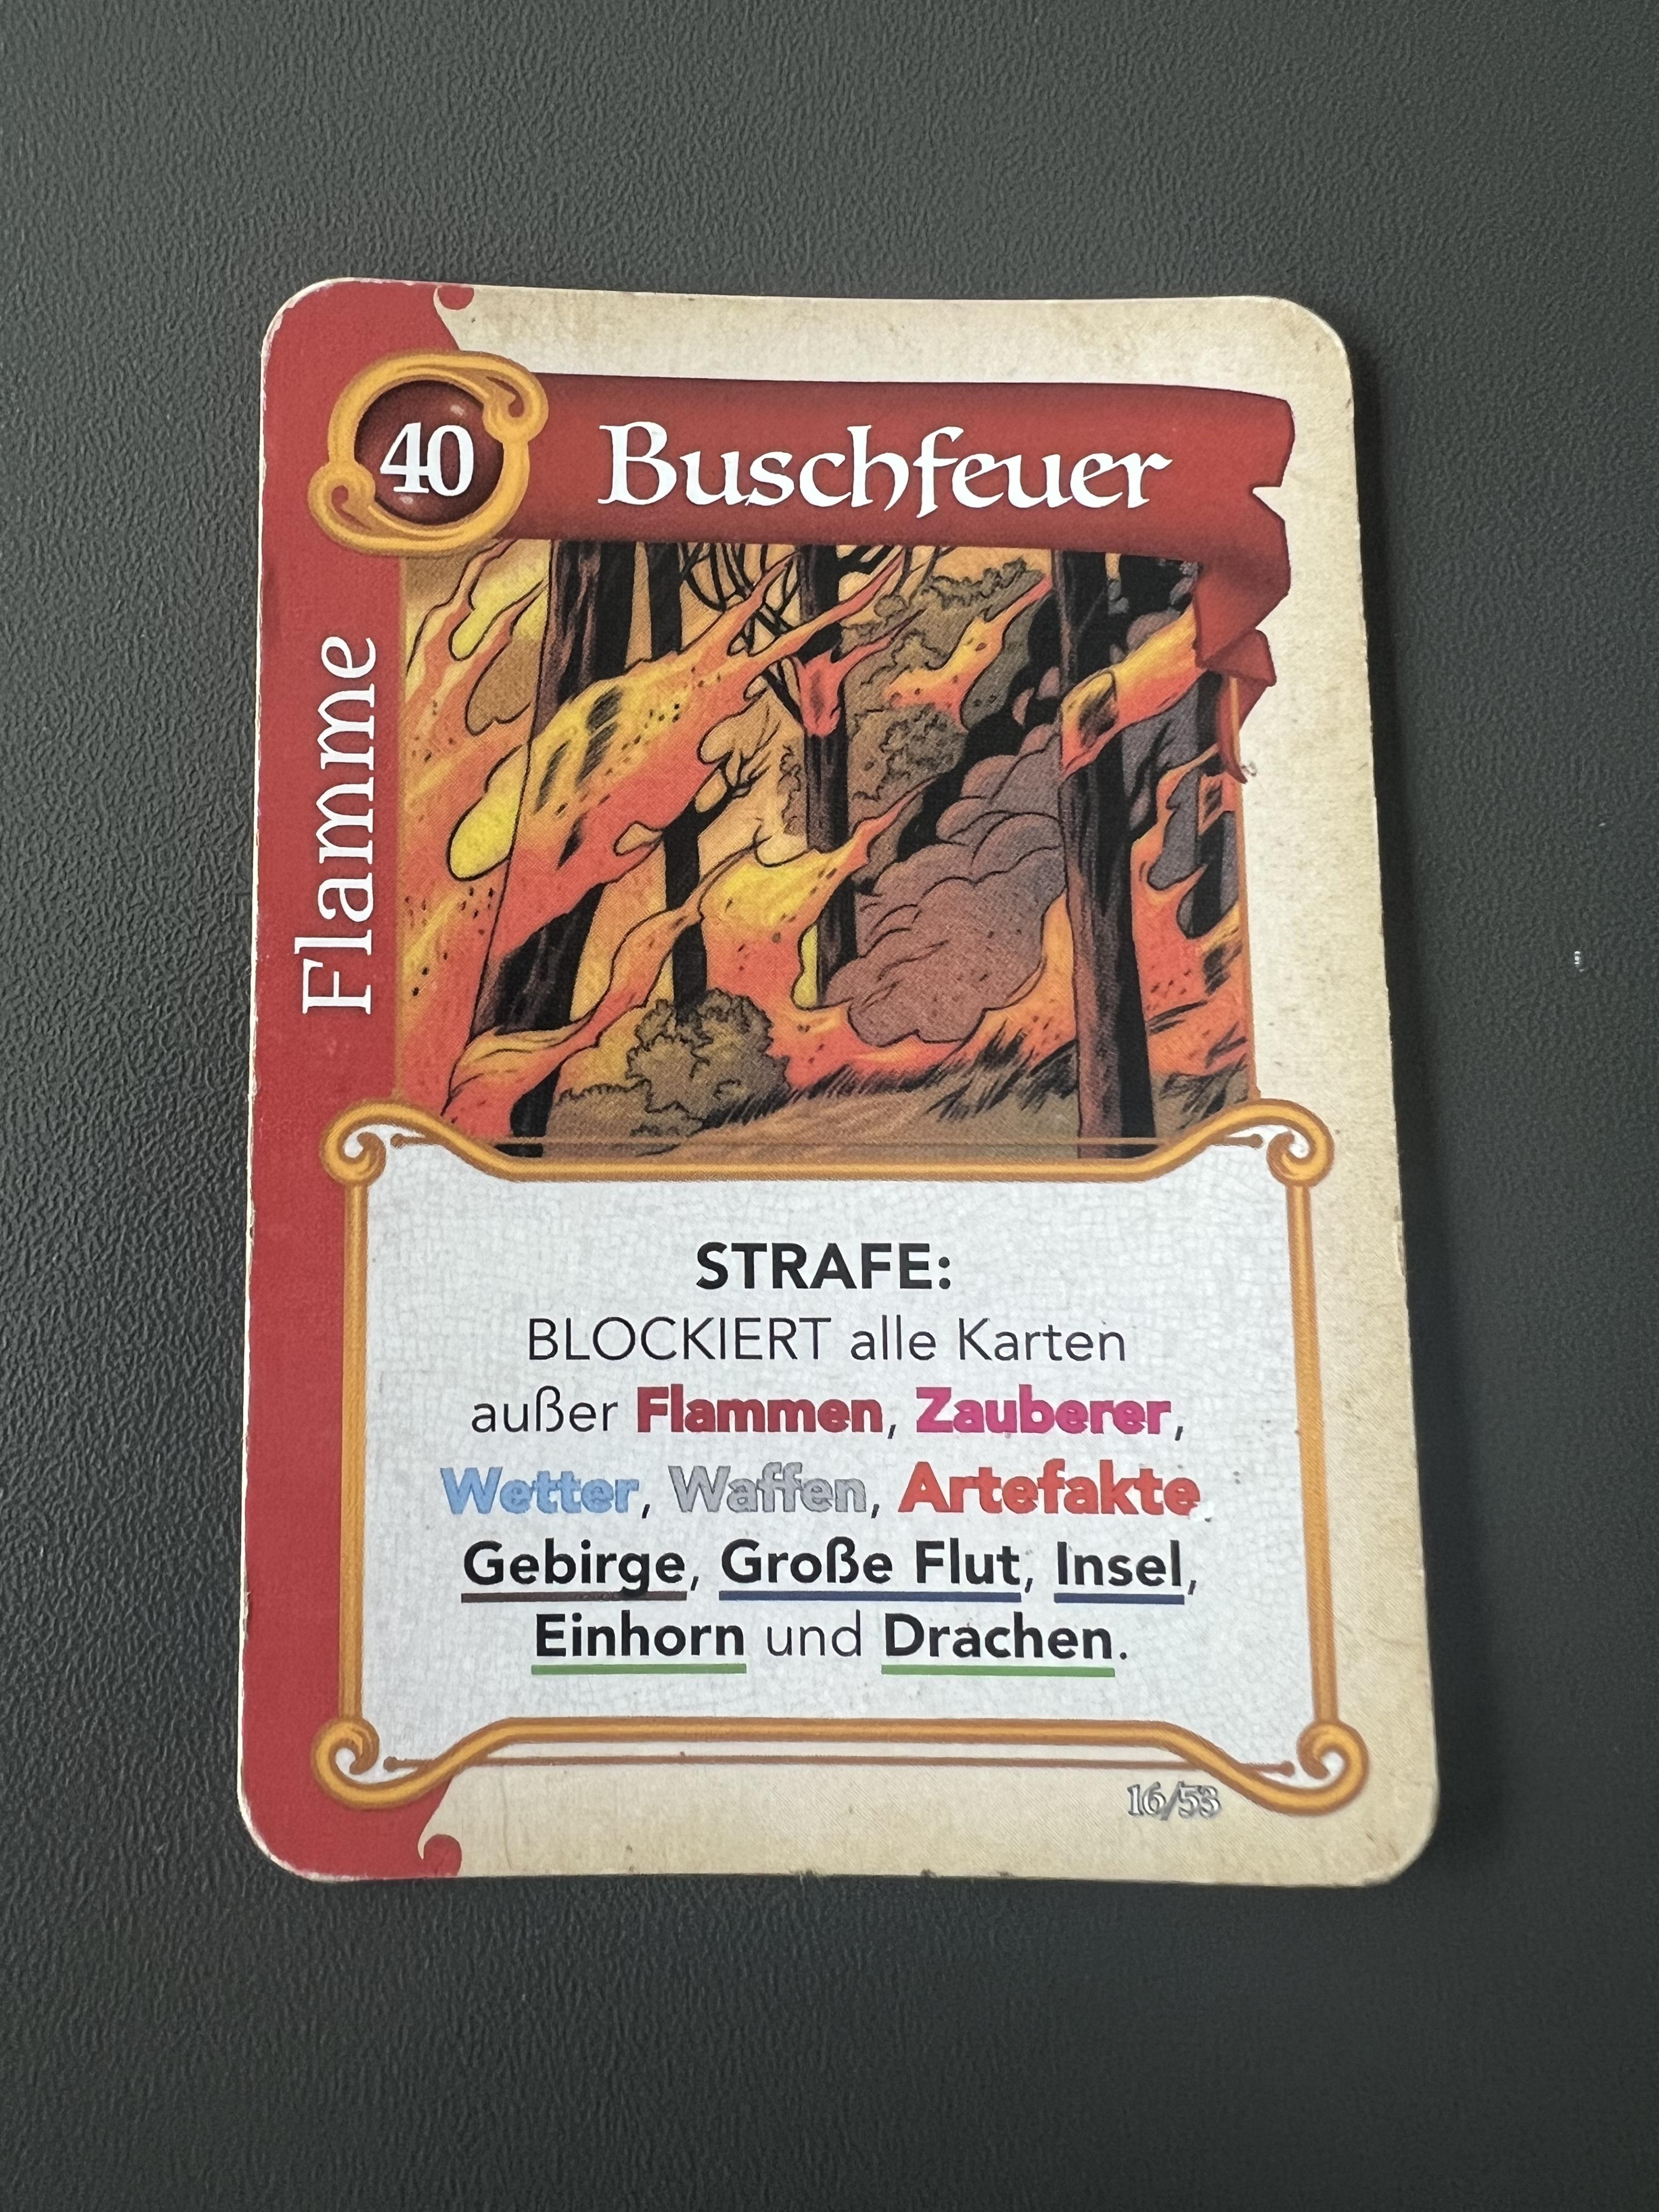 40
Buschfeuer
Flamme
STRAFE:
BLOCKIERT alle Karten
außer Flammen, Zauberer,
Wetter, Waffen, Artefakte,
Gebirge, Große Flut, Insel,
Einhorn und Drachen.
16/53